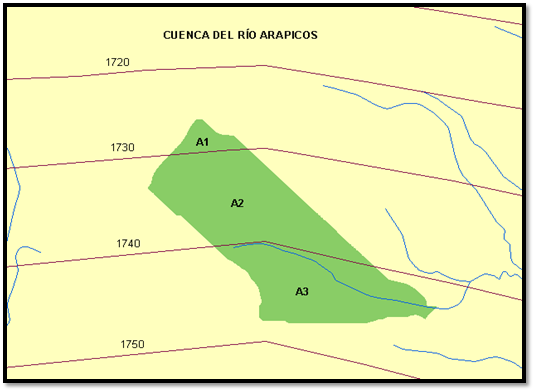 CUENCA DEL RÍO ARAPICOS
1720
A1
1730
A2
1740
A3
1750